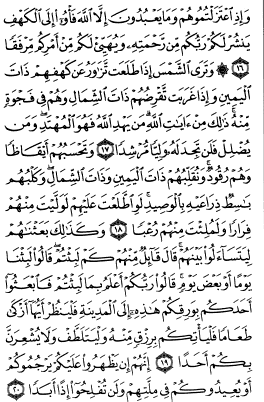 وَإِذِ ٱعْتَزَلْتُمُوهُمْ وَمَا يَعْبُدُونَ إِلَّا ٱللَّهَ فَأْوُۥٓا۟ إِلَى ٱلْكَهْفِ
يَنشُرْ لَكُمْ رَبُّكُم مِّن رَّحْمَتِهِۦ وَيُهَيِّئْ لَكُم مِّنْ أَمْرِكُم مِّرْفَقًا
١٦ ۞ وَتَرَى ٱلشَّمْسَ إِذَا طَلَعَت تَّزَٰوَرُ عَن كَهْفِهِمْ ذَاتَ
ٱلْيَمِينِ وَإِذَا غَرَبَت تَّقْرِضُهُمْ ذَاتَ ٱلشِّمَالِ وَهُمْ فِى فَجْوَةٍ
مِّنْهُ ۚ ذَٰلِكَ مِنْ ءَايَٰتِ ٱللَّهِ ۗ مَن يَهْدِ ٱللَّهُ فَهُوَ ٱلْمُهْتَدِ ۖ وَمَن
يُضْلِلْ فَلَن تَجِدَ لَهُۥ وَلِيًّا مُّرْشِدًا ١٧ وَتَحْسَبُهُمْ أَيْقَاظًا
وَهُمْ رُقُودٌ ۚ وَنُقَلِّبُهُمْ ذَاتَ ٱلْيَمِينِ وَذَاتَ ٱلشِّمَالِ ۖ وَكَلْبُهُم
بَٰسِطٌ ذِرَاعَيْهِ بِٱلْوَصِيدِ ۚ لَوِ ٱطَّلَعْتَ عَلَيْهِمْ لَوَلَّيْتَ مِنْهُمْ
فِرَارًا وَلَمُلِئْتَ مِنْهُمْ رُعْبًا ١٨ وَكَذَٰلِكَ بَعَثْنَٰهُمْ
لِيَتَسَآءَلُوا۟ بَيْنَهُمْ ۚ قَالَ قَآئِلٌ مِّنْهُمْ كَمْ لَبِثْتُمْ ۖ قَالُوا۟ لَبِثْنَا
يَوْمًا أَوْ بَعْضَ يَوْمٍ ۚ قَالُوا۟ رَبُّكُمْ أَعْلَمُ بِمَا لَبِثْتُمْ فَٱبْعَثُوٓا۟
أَحَدَكُم بِوَرِقِكُمْ هَٰذِهِۦٓ إِلَى ٱلْمَدِينَةِ فَلْيَنظُرْ أَيُّهَآ أَزْكَىٰ
طَعَامًا فَلْيَأْتِكُم بِرِزْقٍ مِّنْهُ وَلْيَتَلَطَّفْ وَلَا يُشْعِرَنَّ
بِكُمْ أَحَدًا ١٩ إِنَّهُمْ إِن يَظْهَرُوا۟ عَلَيْكُمْ يَرْجُمُوكُمْ
أَوْ يُعِيدُوكُمْ فِى مِلَّتِهِمْ وَلَن تُفْلِحُوٓا۟ إِذًا أَبَدًا ٢٠